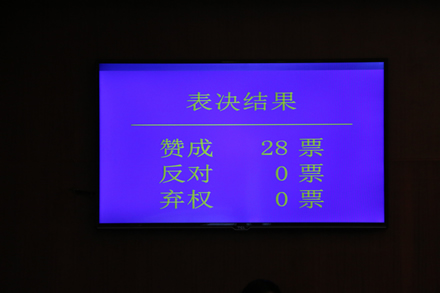 表决结果
赞成 28 票
反对 0 票
弃权 0 票